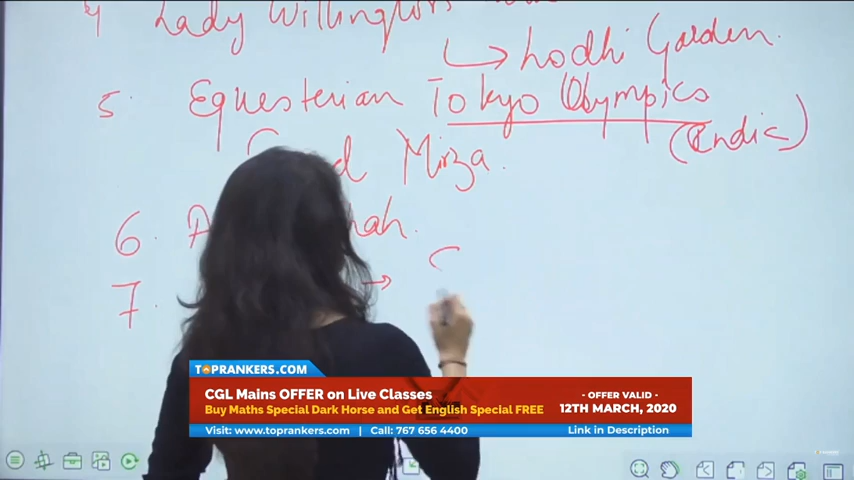 4 Lady Willingtons
↳ Lodhi Garden.
5. Equesterian Tokyo Olympics
(India)
Mirza.
6.
7. →
TOPRANKERS.COM
CGL Mains OFFER on Live Classes
Buy Maths Special Dark Horse and Get English Special FREE
- OFFER VALID -
12TH MARCH, 2020
Visit: www.toprankers.com | Call: 767 656 4400
Link in Description